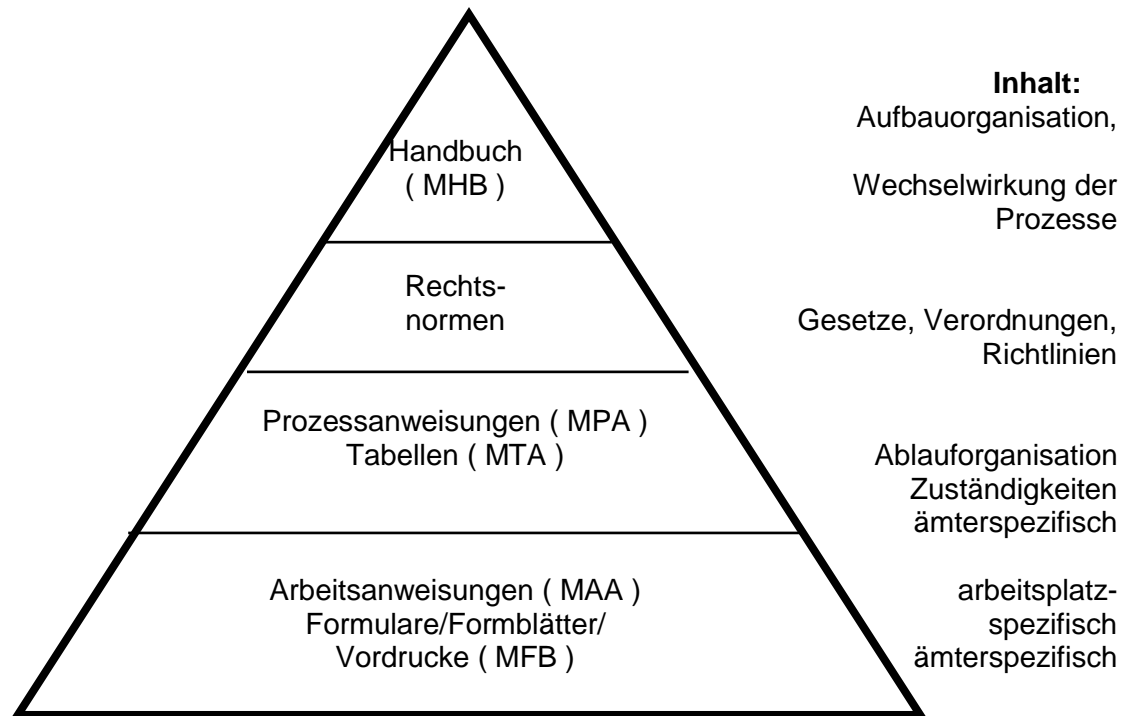 Inhalt:
Aufbauorganisation,
Handbuch
( MHB )
Wechselwirkung der
Prozesse
Rechts-
normen
Gesetze, Verordnungen,
Richtlinien
Prozessanweisungen ( MPA )
Tabellen ( MTA )
Ablauforganisation
Zuständigkeiten
ämterspezifisch
Arbeitsanweisungen ( MAA )
Formulare/Formblätter/
Vordrucke ( MFB )
arbeitsplatz-
spezifisch
ämterspezifisch